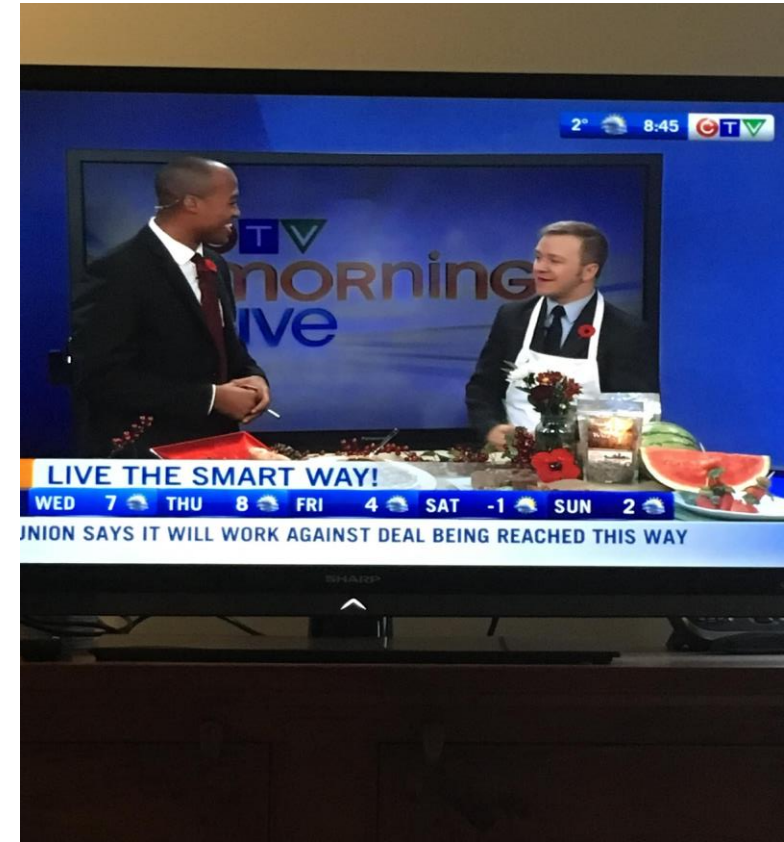 2° 8:45 CTV
TV
MORNING
LIVE
LIVE THE SMART WAY!
WED 7 THU 8 FRI 4 SAT -1 SUN 2
UNION SAYS IT WILL WORK AGAINST DEAL BEING REACHED THIS WAY
SHARP